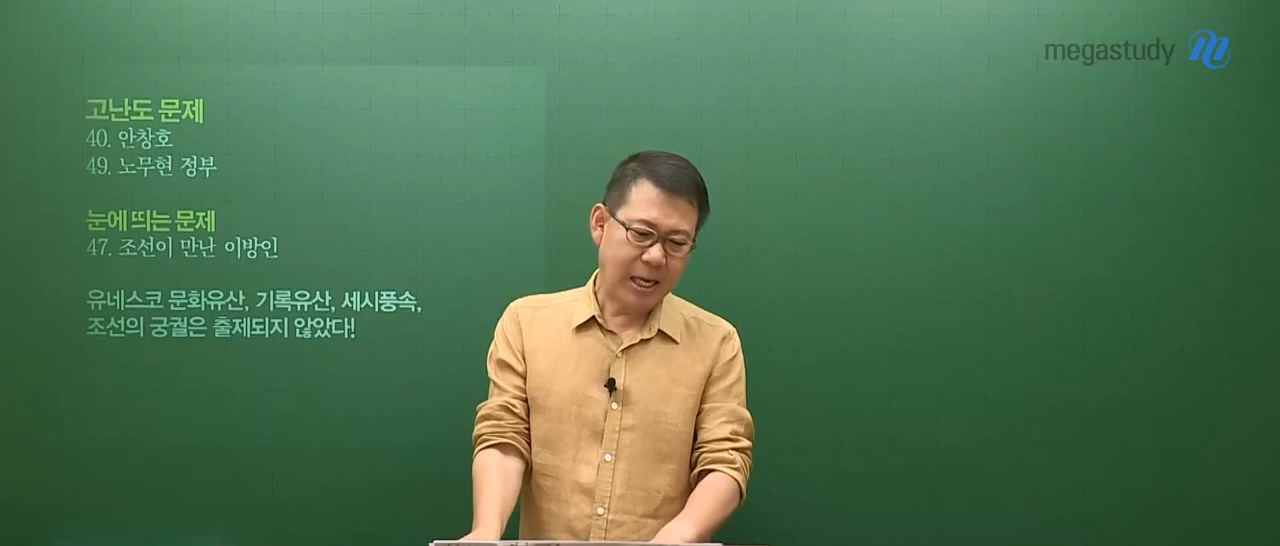 megastudy
고난도 문제
40. 안창호
49. 노무현 정부
눈에 띄는 문제
47. 조선이 만난 이방인
유네스코 문화유산, 기록유산, 세시풍속,
조선의 궁궐은 출제되지 않았다!